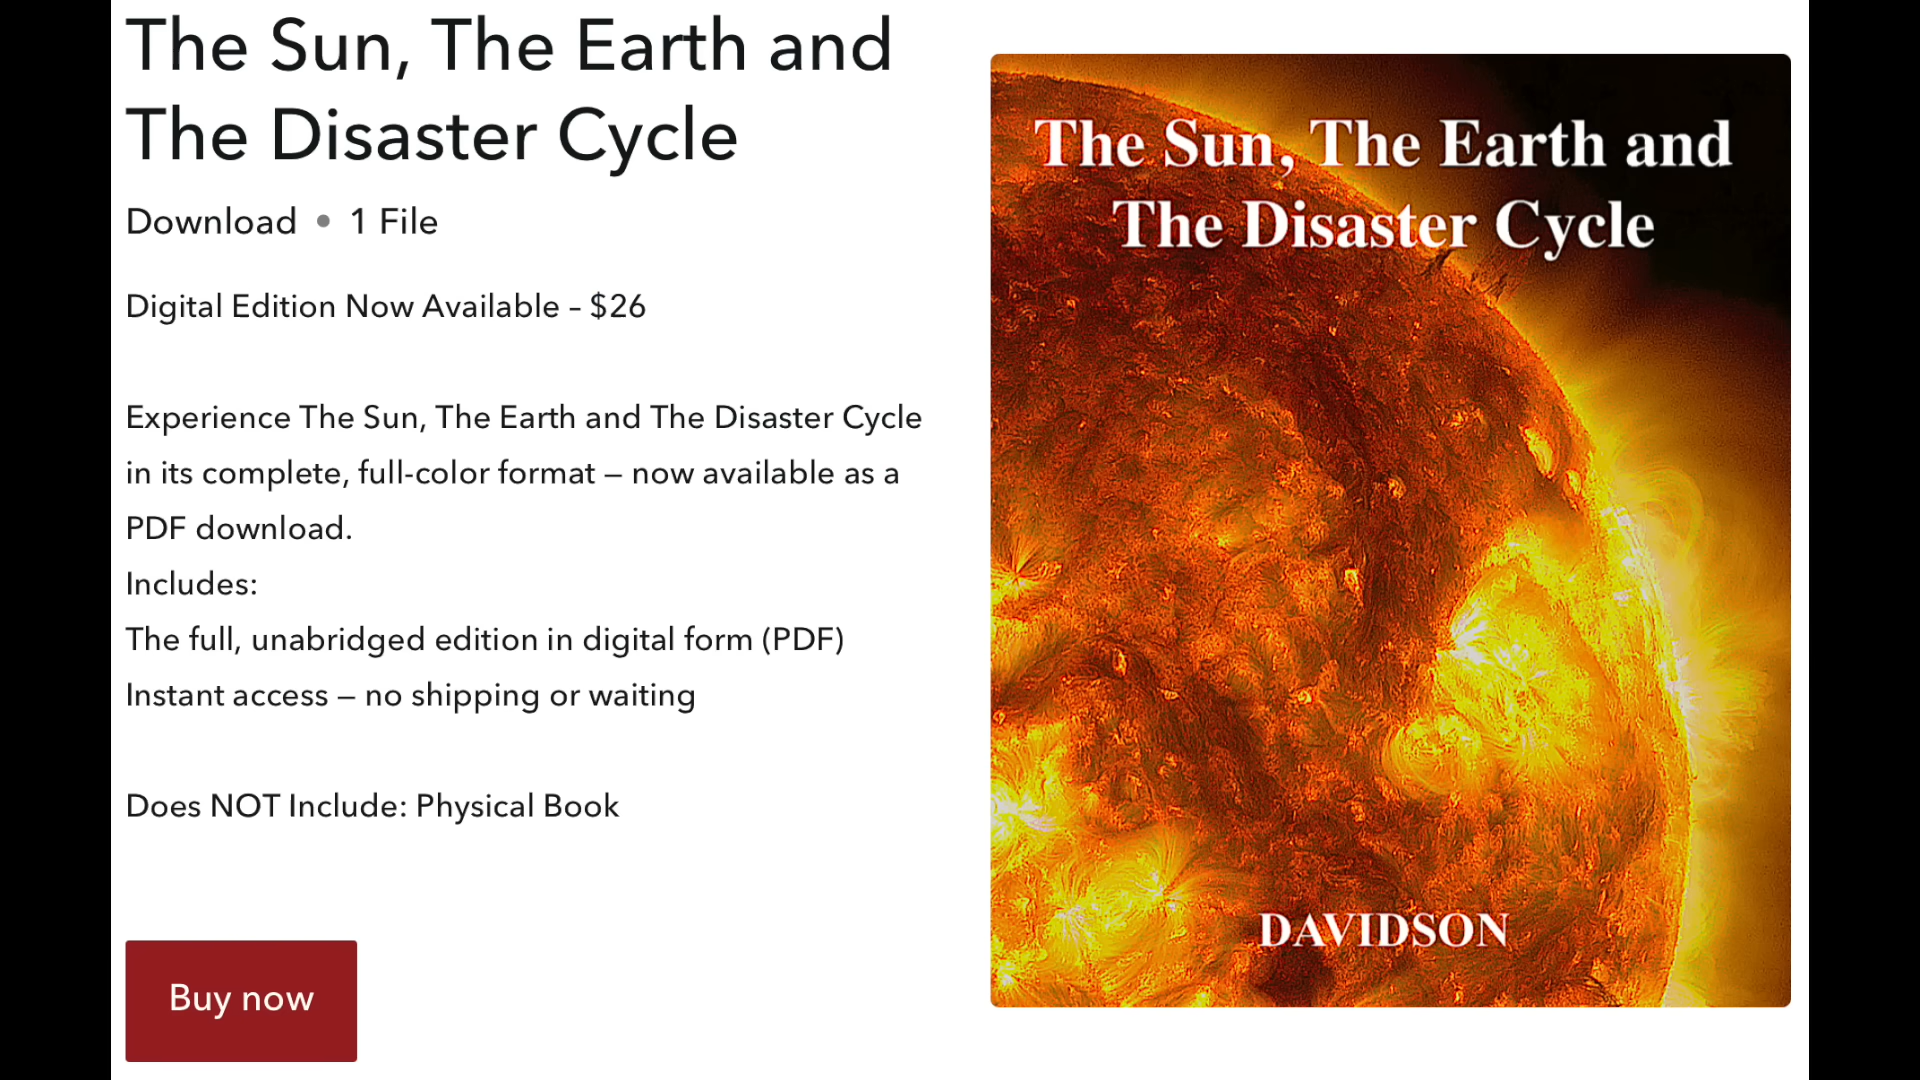 The Sun, The Earth and
The Disaster Cycle
Download • 1 File
Digital Edition Now Available – $26
Experience The Sun, The Earth and The Disaster Cycle
in its complete, full-color format — now available as a
PDF download.
Includes:
The full, unabridged edition in digital form (PDF)
Instant access — no shipping or waiting
Does NOT Include: Physical Book
Buy now
The Sun, The Earth and
The Disaster Cycle
DAVIDSON